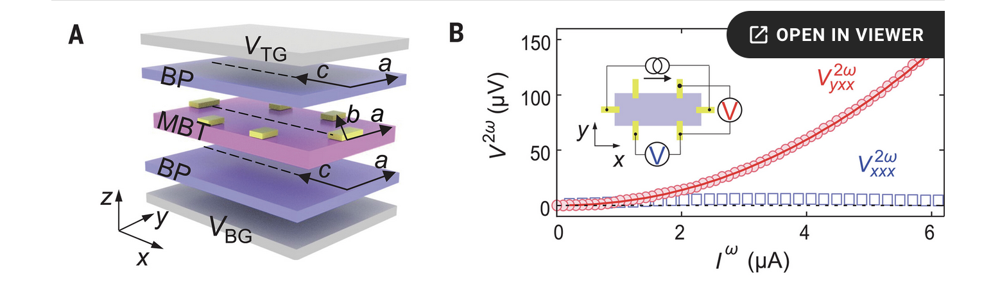 A
V_TG
BP
c
a
MBT
b
a
BP
c
a
V_BG
z
y
x
B
OPEN IN VIEWER
150
100
50
0
V^2ω (μV)
V^2ω_yxx
V^2ω_xxx
V
V
y
x
0
2
4
6
I^ω (μA)